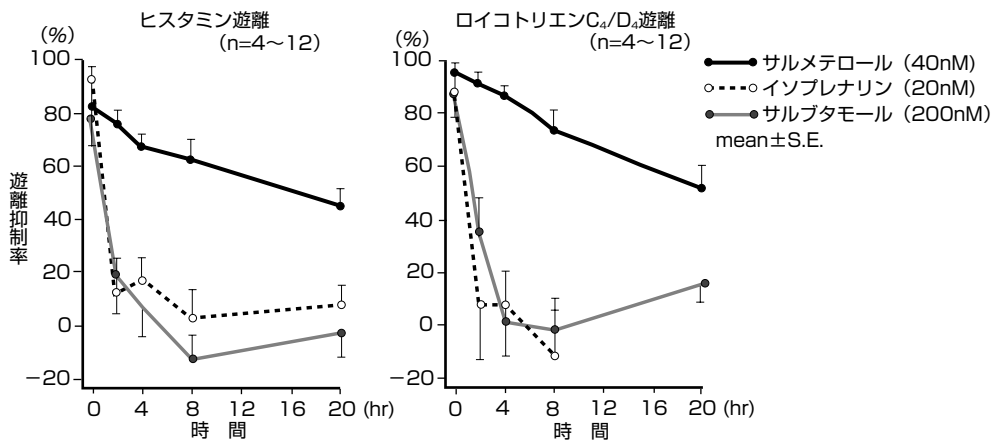 ヒスタミン遊離
(n=4～12)
(%)
100
80
60
40
20
0
−20
遊離抑制率
0 4 8 12 16 20 (hr)
時 間
ロイコトリエンC₄/D₄遊離
(n=4～12)
(%)
100
80
60
40
20
0
−20
0 4 8 12 16 20 (hr)
時 間
サルメテロール（40nM)
イソプレナリン（20nM)
サルブタモール（200nM)
mean±S.E.